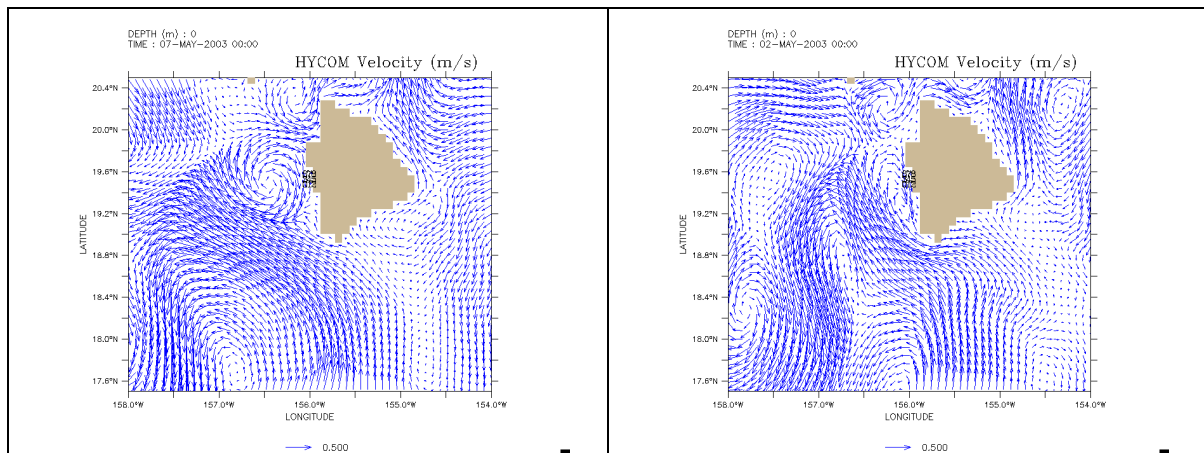 DEPTH (m) : 0
TIME : 07-MAY-2003 00:00
HYCOM Velocity (m/s)
20.4°N
20.0°N
19.6°N
19.2°N
18.8°N
18.4°N
18.0°N
17.6°N
LATITUDE
158.0°W
157.0°W
156.0°W
155.0°W
154.0°W
LONGITUDE
0.500
DEPTH (m) : 0
TIME : 02-MAY-2003 00:00
HYCOM Velocity (m/s)
20.4°N
20.0°N
19.6°N
19.2°N
18.8°N
18.4°N
18.0°N
17.6°N
LATITUDE
158.0°W
157.0°W
156.0°W
155.0°W
154.0°W
LONGITUDE
0.500